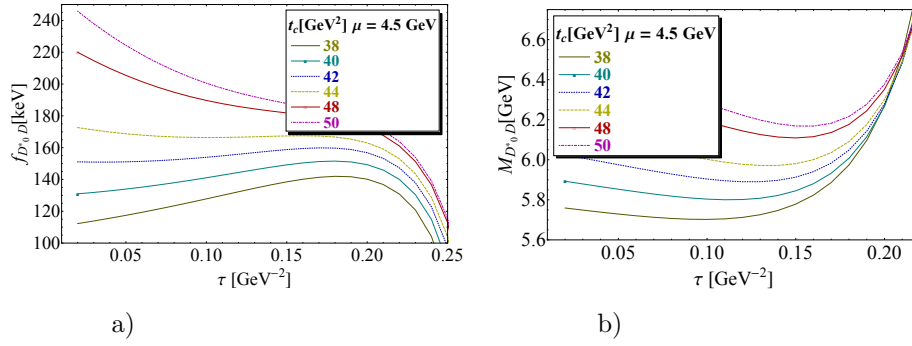 240
220
200
180
160
140
120
100
f_{D^*_0 D} [keV]
t_c[GeV^2] μ = 4.5 GeV
38
40
42
44
48
50
0.05 0.10 0.15 0.20 0.25
τ [GeV^{-2}]
a)
6.6
6.4
6.2
6.0
5.8
5.6
M_{D^*_0 D} [GeV]
t_c[GeV^2] μ = 4.5 GeV
38
40
42
44
48
50
0.05 0.10 0.15 0.20
τ [GeV^{-2}]
b)